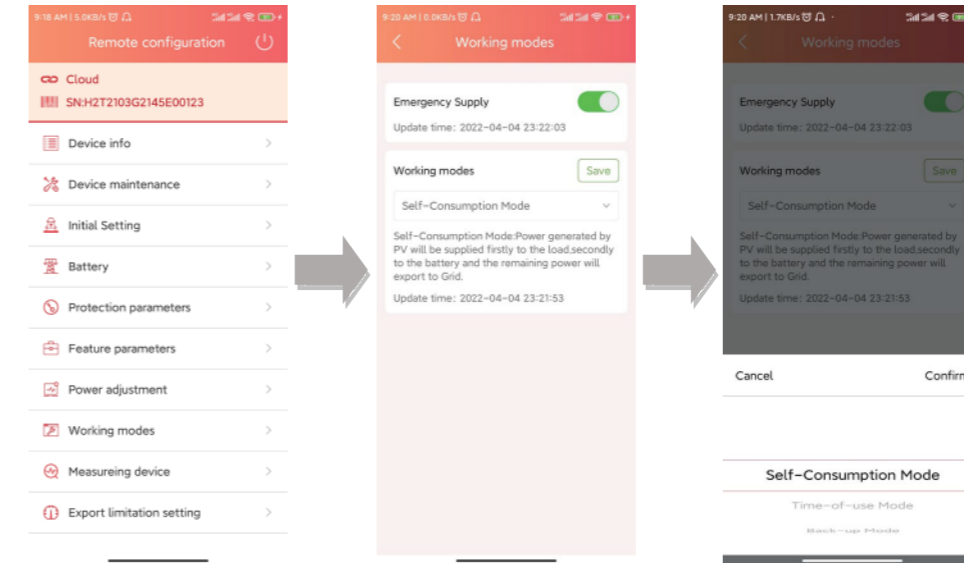 9:18 AM | 5.0KB/s
Remote configuration
Cloud
SN:H2T2103G2145E00123
Device info
Device maintenance
Initial Setting
Battery
Protection parameters
Feature parameters
Power adjustment
Working modes
Measureing device
Export limitation setting
9:20 AM | 0.0KB/s
Working modes
Emergency Supply
Update time: 2022-04-04 23:22:03
Working modes
Save
Self-Consumption Mode
Self-Consumption Mode:Power generated by
PV will be supplied firstly to the load,secondly
to the battery and the remaining power will
export to Grid.
Update time: 2022-04-04 23:21:53
9:20 AM | 1.7KB/s
Working modes
Emergency Supply
Update time: 2022-04-04 23:22:03
Working modes
Save
Self-Consumption Mode
Self-Consumption Mode:Power generated by
PV will be supplied firstly to the load,secondly
to the battery and the remaining power will
export to Grid.
Update time: 2022-04-04 23:21:53
Cancel
Confirm
Self-Consumption Mode
Time-of-use Mode
Back-up Mode